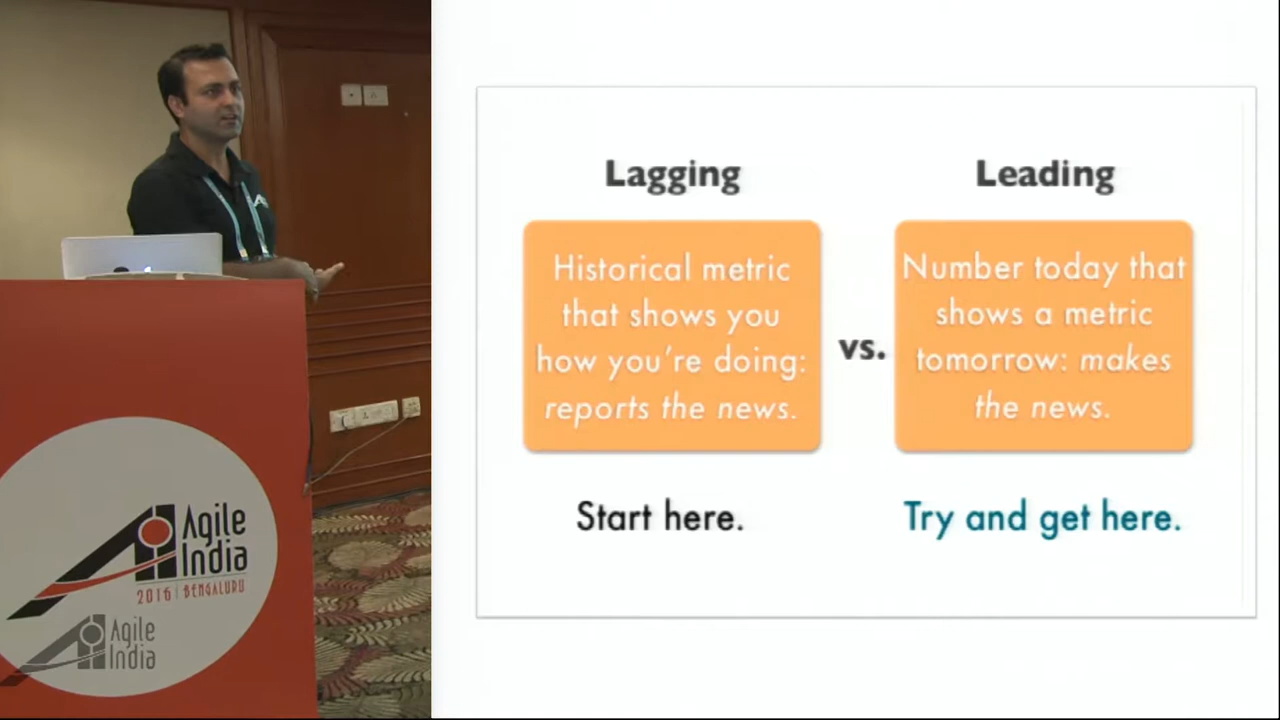 Lagging
Historical metric
that shows you
how you're doing:
reports the news.
Start here.
vs.
Leading
Number today that
shows a metric
tomorrow: makes
the news.
Try and get here.
Agile
India
2016 | BENGALURU
Agile
India